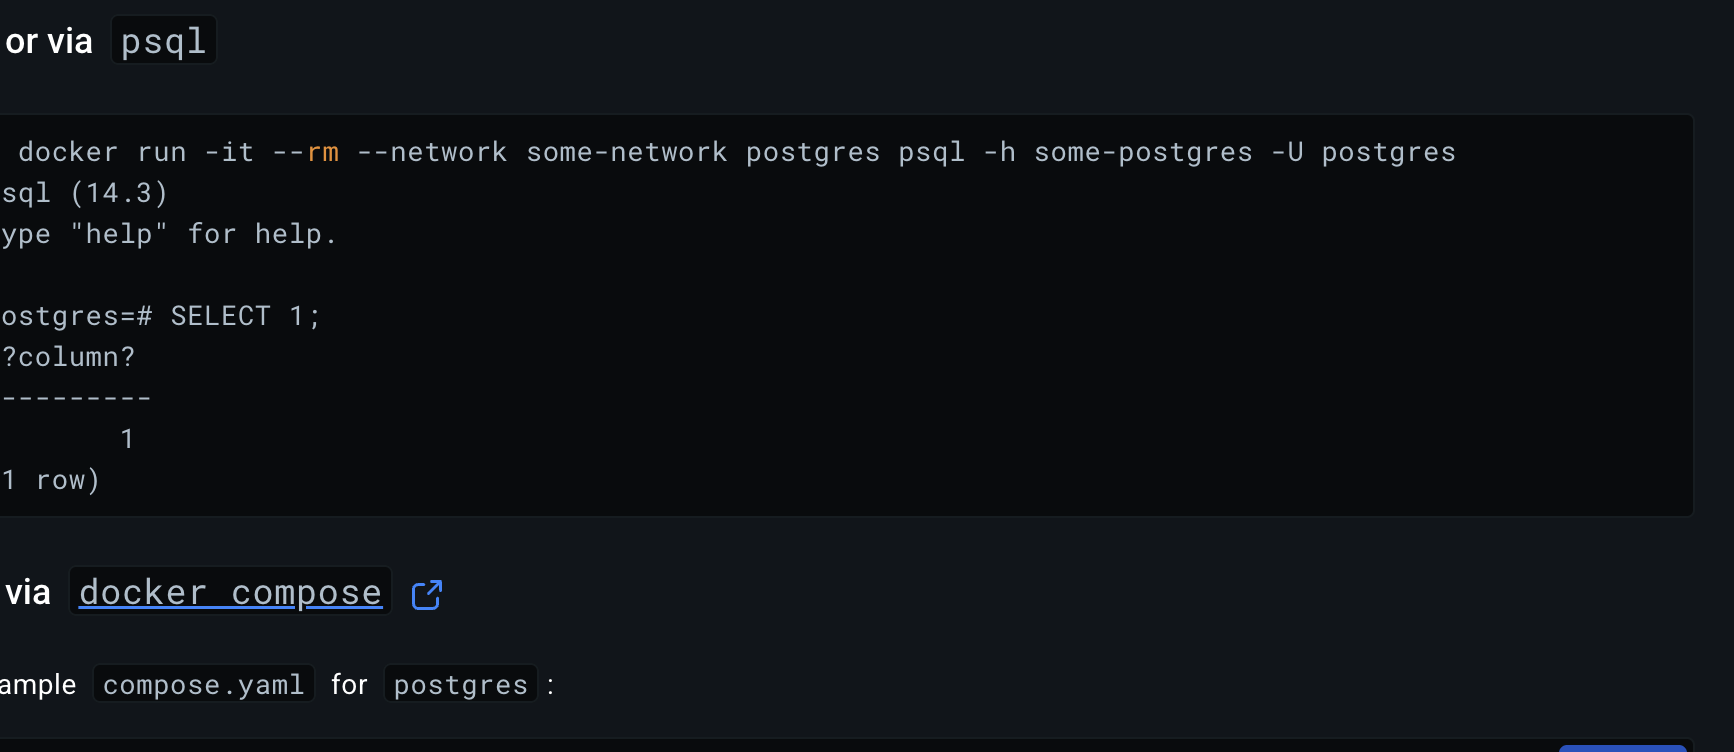 or via psql
docker run -it --rm --network some-network postgres psql -h some-postgres -U postgres
sql (14.3)
ype "help" for help.
ostgres=# SELECT 1;
?column?
---------
1
1 row)
via docker compose
ample compose.yaml for postgres :